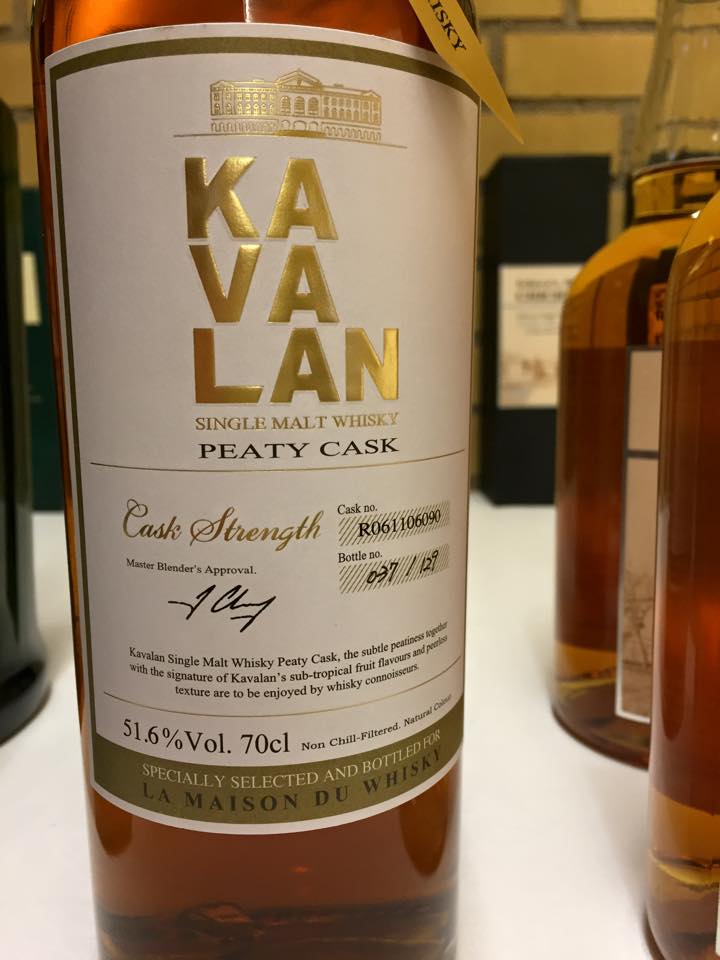 WHISKY
KA
VA
LAN
SINGLE MALT WHISKY
PEATY CASK
Cask Strength
Cask no.
R061106090
Bottle no.
037 / 129
Master Blender's Approval.
Kavalan Single Malt Whisky Peaty Cask, the subtle peatiness together
with the signature of Kavalan's sub-tropical fruit flavours and peerless
texture are to be enjoyed by whisky connoisseurs.
51.6%Vol. 70cl Non Chill-Filtered. Natural Colour
SPECIALLY SELECTED AND BOTTLED FOR
LA MAISON DU WHISKY